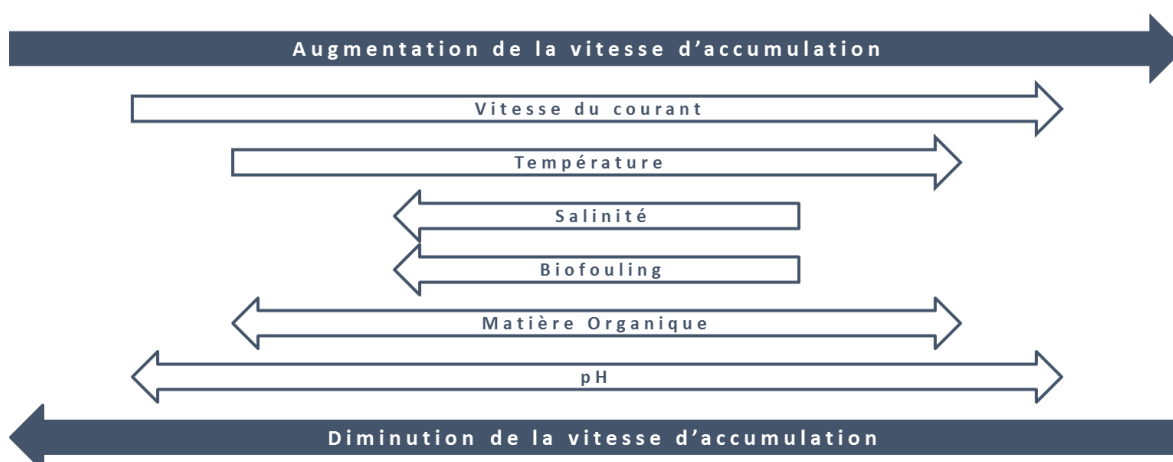 Augmentation de la vitesse d'accumulation
Vitesse du courant
Température
Salinité
Biofouling
Matière Organique
pH
Diminution de la vitesse d'accumulation